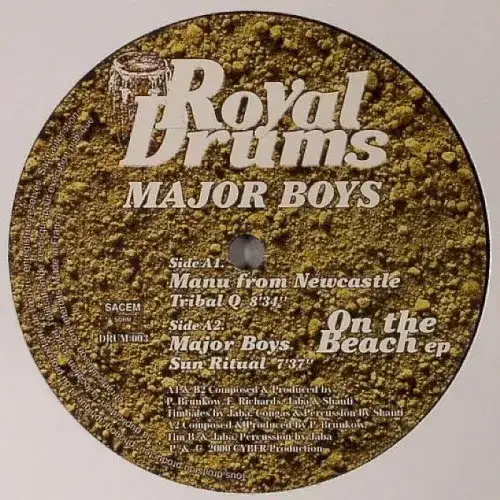 Royal
Drums
MAJOR BOYS
Side A1.
Manu from Newcastle
Tribal Q 8'34"
Side A2.
Major Boys
Sun Ritual 7'37"
On the
Beach ep
SACEM
DRUM 003
A1 & B2 Composed & Produced by
P. Brunkow, F. Richards, Jaba & Shanti
Timbales by Jaba, Congas & Percussion by Shanti
A2 Composed & Produced by P. Brunkow,
Tim B. & Jaba, Percussion by Jaba
P & C 2000 CYBER Production